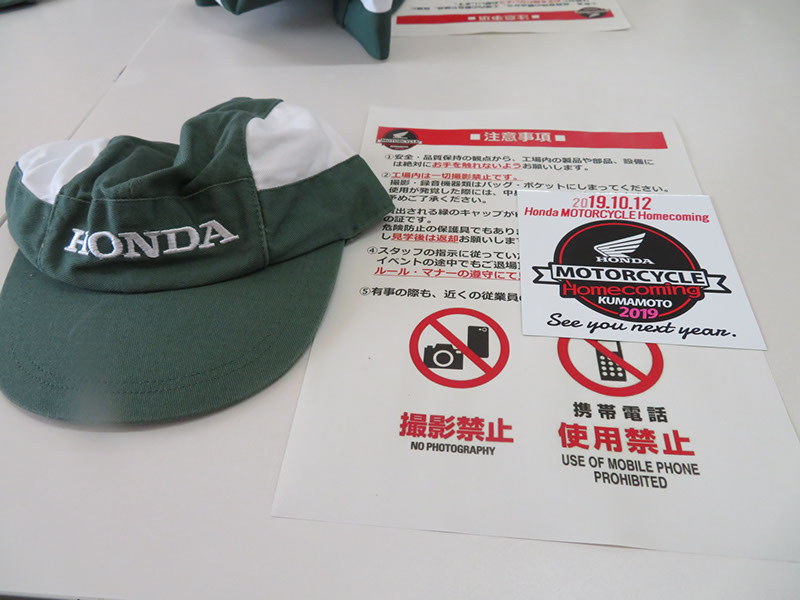 HONDA
注意事項
■注意事項■
①安全・品質保持の観点から、工場内の製品や部品、設備に
は絶対にお手を触れないようお願いします。
②工場内は一切撮影禁止です。
撮影・録音機器類はバッグ・ポケットにしまってください。
使用が発覚した際には、中
予めご了承ください。
出される緑のキャップが
の証です。
危険防止の保護具でもあり
し見学後は返却お願いしま
④スタッフの指示に従ってい
イベントの途中でもご退場
ルール・マナーの遵守にて
⑤有事の際も、近くの従業員
撮影禁止
NO PHOTOGRAPHY
携帯電話
使用禁止
USE OF MOBILE PHONE
PROHIBITED
2019.10.12
Honda MOTORCYCLE Homecoming
HONDA
MOTORCYCLE
Homecoming
KUMAMOTO
2019
See you next year.